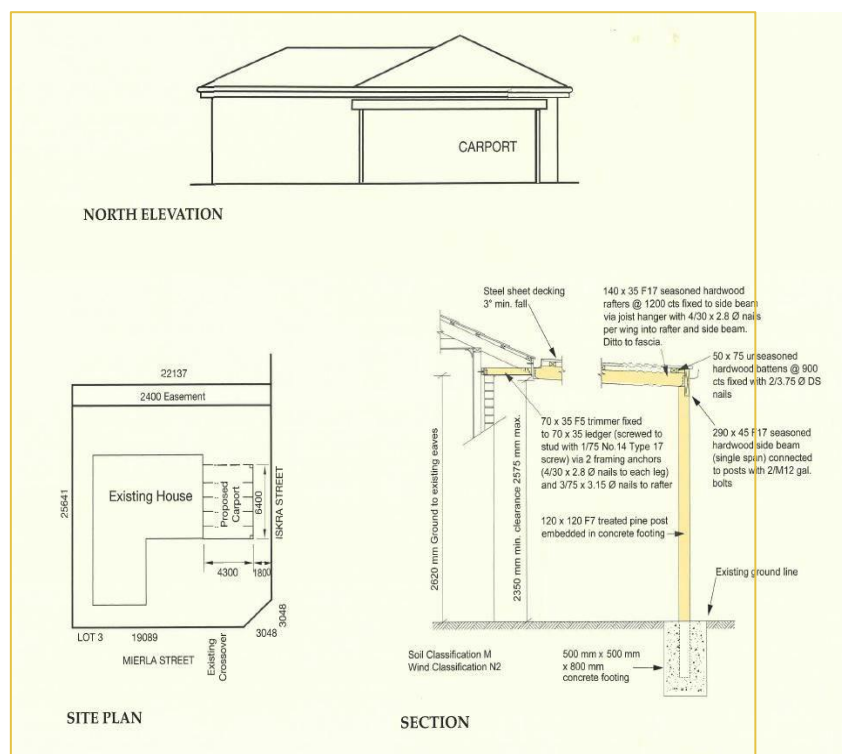 CARPORT
NORTH ELEVATION
22137
2400 Easement
Existing House
Proposed
Carport
6400
ISKRA STREET
25641
4300
1800
3048
3048
LOT 3
19089
Existing
Crossover
MIERLA STREET
SITE PLAN
Steel sheet decking
3° min. fall
140 x 35 F17 seasoned hardwood
rafters @ 1200 cts fixed to side beam
via joist hanger with 4/30 x 2.8 Ø nails
per wing into rafter and side beam.
Ditto to fascia.
50 x 75 unseasoned
hardwood battens @ 900
cts fixed with 2/3.75 Ø DS
nails
70 x 35 F5 trimmer fixed
to 70 x 35 ledger (screwed to
stud with 1/75 No.14 Type 17
screw) via 2 framing anchors
(4/30 x 2.8 Ø nails to each leg)
and 3/75 x 3.15 Ø nails to rafter
290 x 45 F17 seasoned
hardwood side beam
(single span) connected
to posts with 2/M12 gal.
bolts
2620 mm Ground to existing eaves
2350 mm min. clearance 2575 mm max.
120 x 120 F7 treated pine post
embedded in concrete footing
Existing ground line
Soil Classification M
Wind Classification N2
500 mm x 500 mm
x 800 mm
concrete footing
SECTION